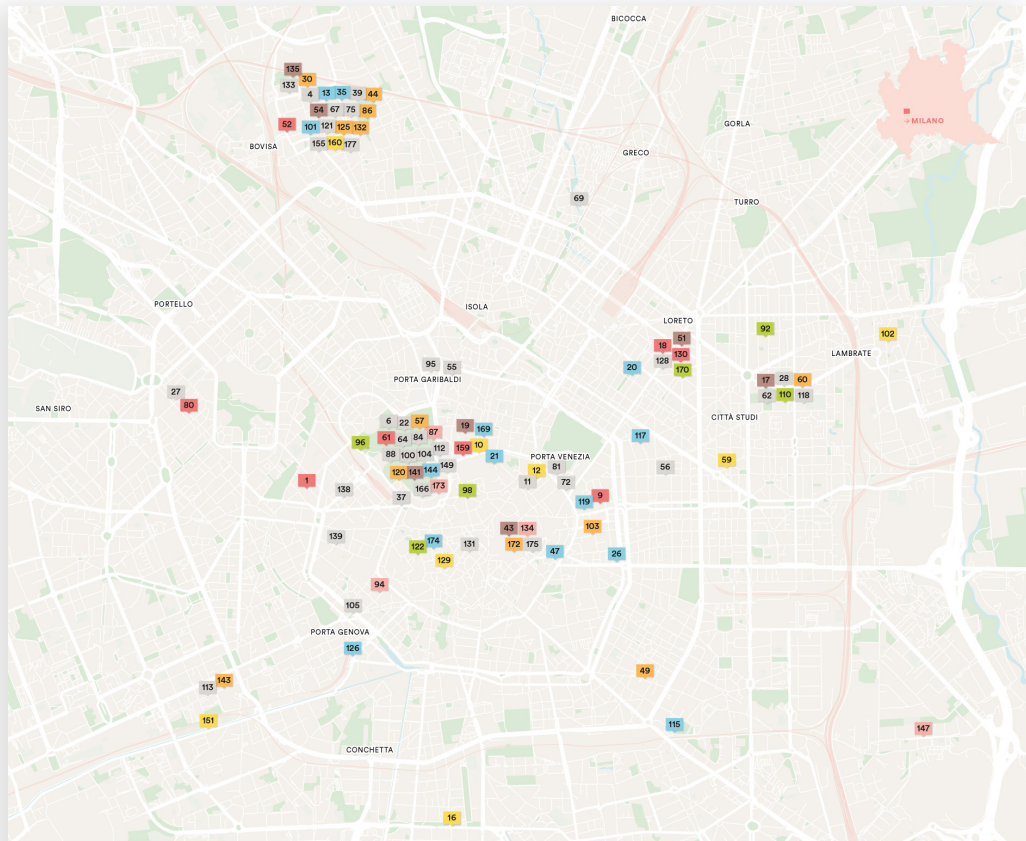 BICOCCA
135
30
133
4 13 35 39 44
54 67 75 86
52
101 121 125 132
BOVISA
155 160 177
→ MILANO
GORLA
GRECO
TURRO
69
PORTELLO
ISOLA
LORETO
92
102
51
18
130
128
170
20
LAMBRATE
95 55
PORTA GARIBALDI
17 28 60
62 110 118
CITTÀ STUDI
27
80
SAN SIRO
6 22 57
96 61 64 84 87
88 100 104 112
19 169
159 10
21
120 141 144 149
166 173
37
98
1
138
139
117
PORTA VENEZIA
12 81
11 72
56
59
119 9
103
43 134
172 175
47
26
122 174
129
131
94
105
PORTA GENOVA
126
113 143
151
49
115
147
CONCHETTA
16